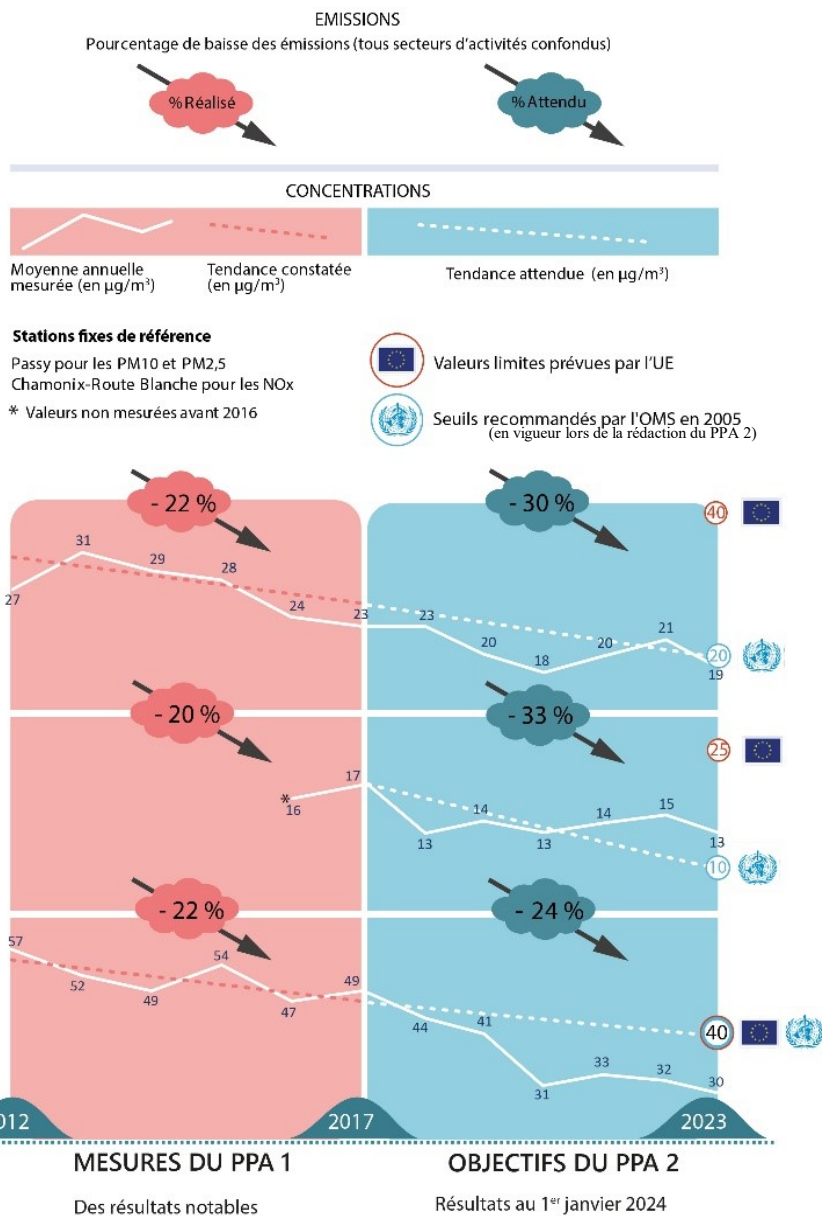 EMISSIONS
Pourcentage de baisse des émissions (tous secteurs d'activités confondus)
% Réalisé
% Attendu
CONCENTRATIONS
Moyenne annuelle
mesurée (en µg/m³)
Tendance constatée
(en µg/m³)
Tendance attendue (en µg/m³)
Stations fixes de référence
Passy pour les PM10 et PM2,5
Chamonix-Route Blanche pour les NOx
* Valeurs non mesurées avant 2016
Valeurs limites prévues par l'UE
Seuils recommandés par l'OMS en 2005
(en vigueur lors de la rédaction du PPA 2)
- 22 %
- 30 %
40
27
31
29
28
24
23
23
20
18
20
21
20
19
- 20 %
- 33 %
25
*
16
17
13
14
13
14
15
13
10
- 22 %
- 24 %
57
52
49
54
47
49
44
41
31
33
32
30
40
012
2017
2023
MESURES DU PPA 1
OBJECTIFS DU PPA 2
Des résultats notables
Résultats au 1er janvier 2024